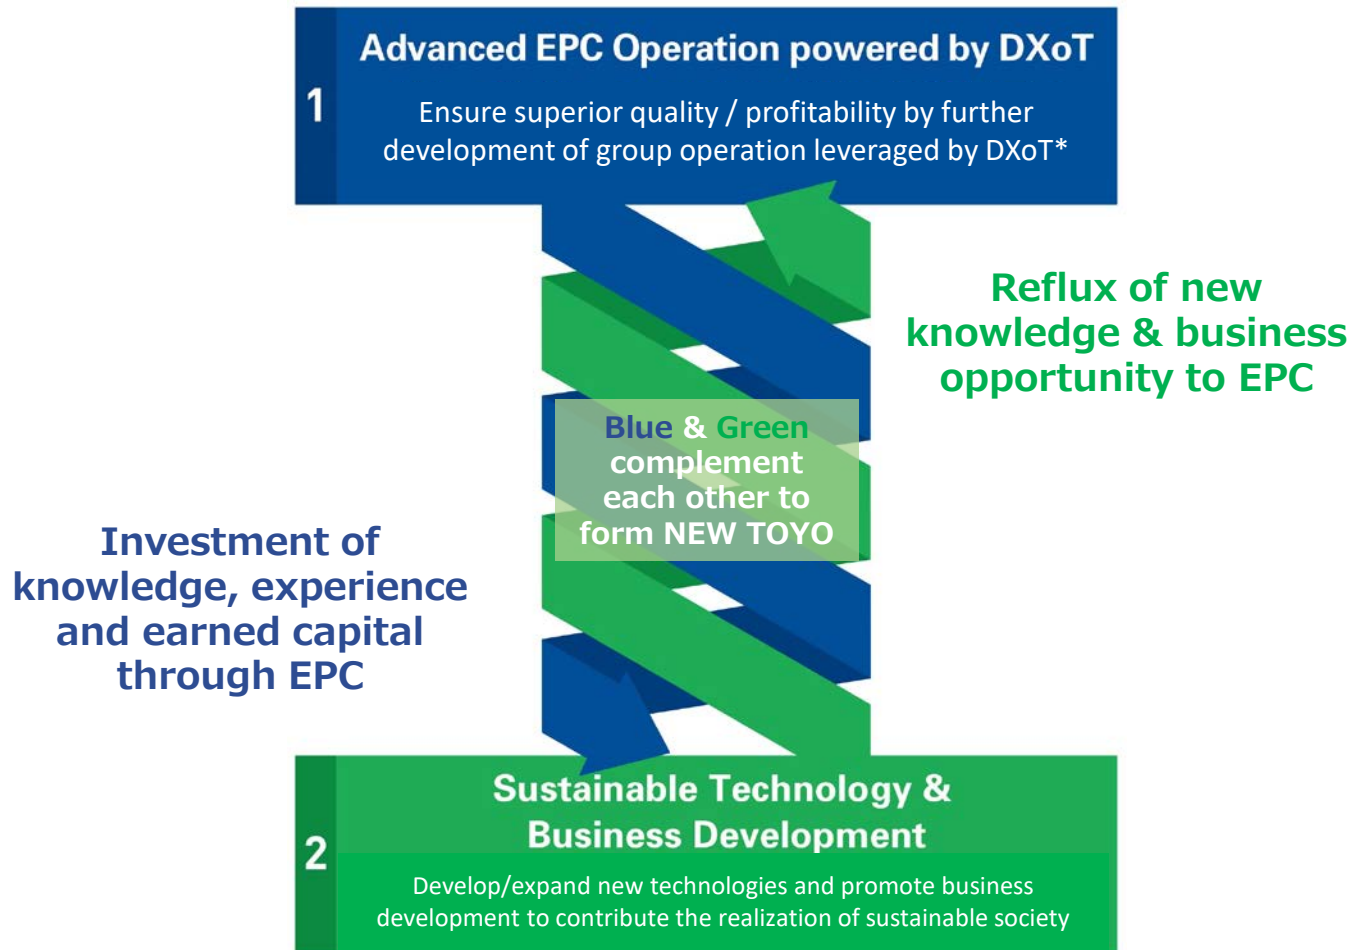 1
Advanced EPC Operation powered by DXoT
Ensure superior quality / profitability by further
development of group operation leveraged by DXoT*
Reflux of new
knowledge & business
opportunity to EPC
Blue & Green
complement
each other to
form NEW TOYO
Investment of
knowledge, experience
and earned capital
through EPC
2
Sustainable Technology &
Business Development
Develop/expand new technologies and promote business
development to contribute the realization of sustainable society